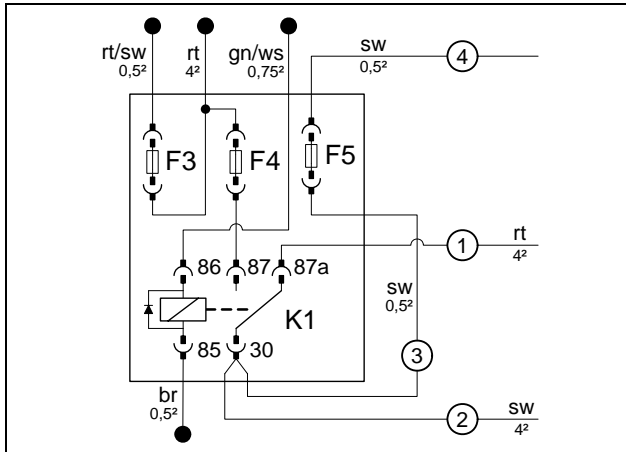 rt/sw
0,5²
rt
4²
gn/ws
0,75²
sw
0,5²
4
F3
F4
F5
1
rt
4²
86
87
87a
sw
0,5²
K1
85
30
3
br
0,5²
2
sw
4²